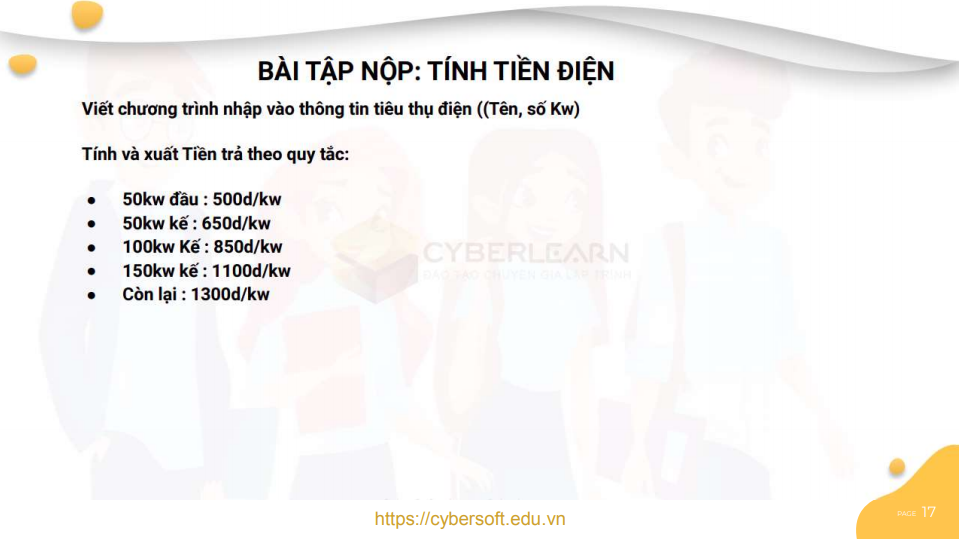 BÀI TẬP NỘP: TÍNH TIỀN ĐIỆN
Viết chương trình nhập vào thông tin tiêu thụ điện ((Tên, số Kw)
Tính và xuất Tiền trả theo quy tắc:
● 50kw đầu : 500d/kw
● 50kw kế : 650d/kw
● 100kw Kế : 850d/kw
● 150kw kế : 1100d/kw
● Còn lại : 1300d/kw
CYBERLEARN
ĐÀO TẠO CHUYÊN GIA LẬP TRÌNH
https://cybersoft.edu.vn
PAGE 17